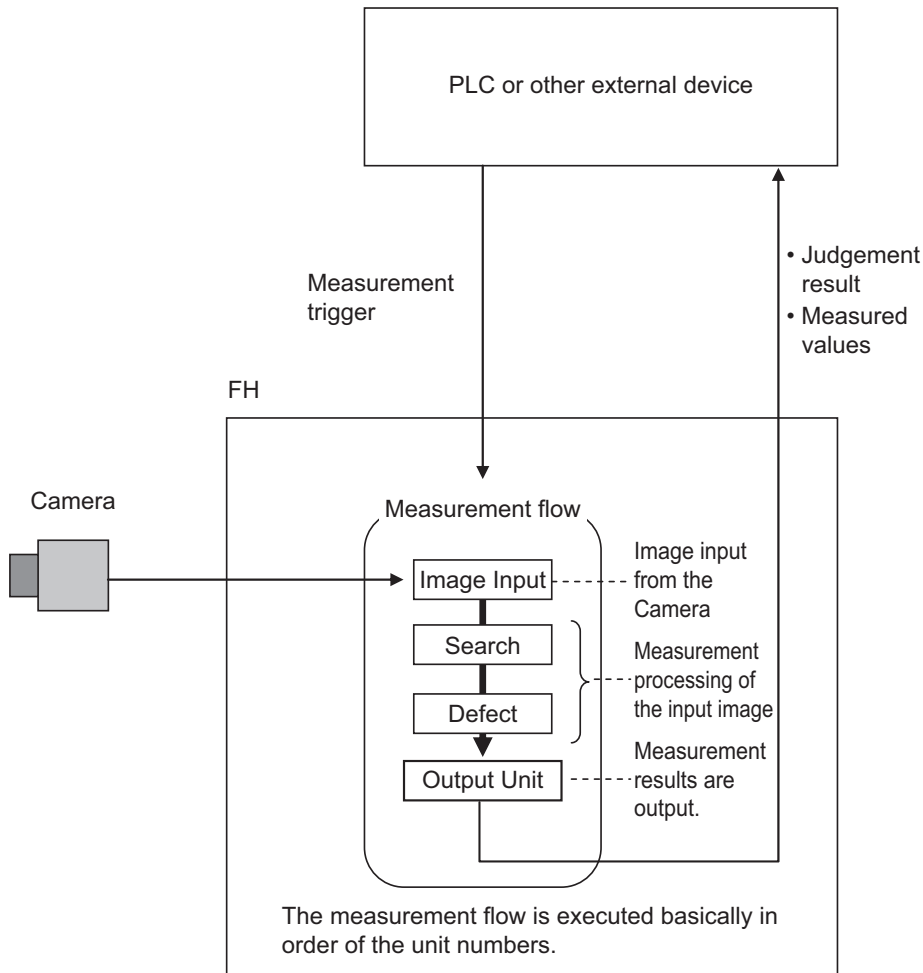 PLC or other external device
Measurement
trigger
• Judgement
result
• Measured
values
FH
Camera
Measurement flow
Image Input
Image input
from the
Camera
Search
Defect
Measurement
processing of
the input image
Output Unit
Measurement
results are
output.
The measurement flow is executed basically in
order of the unit numbers.